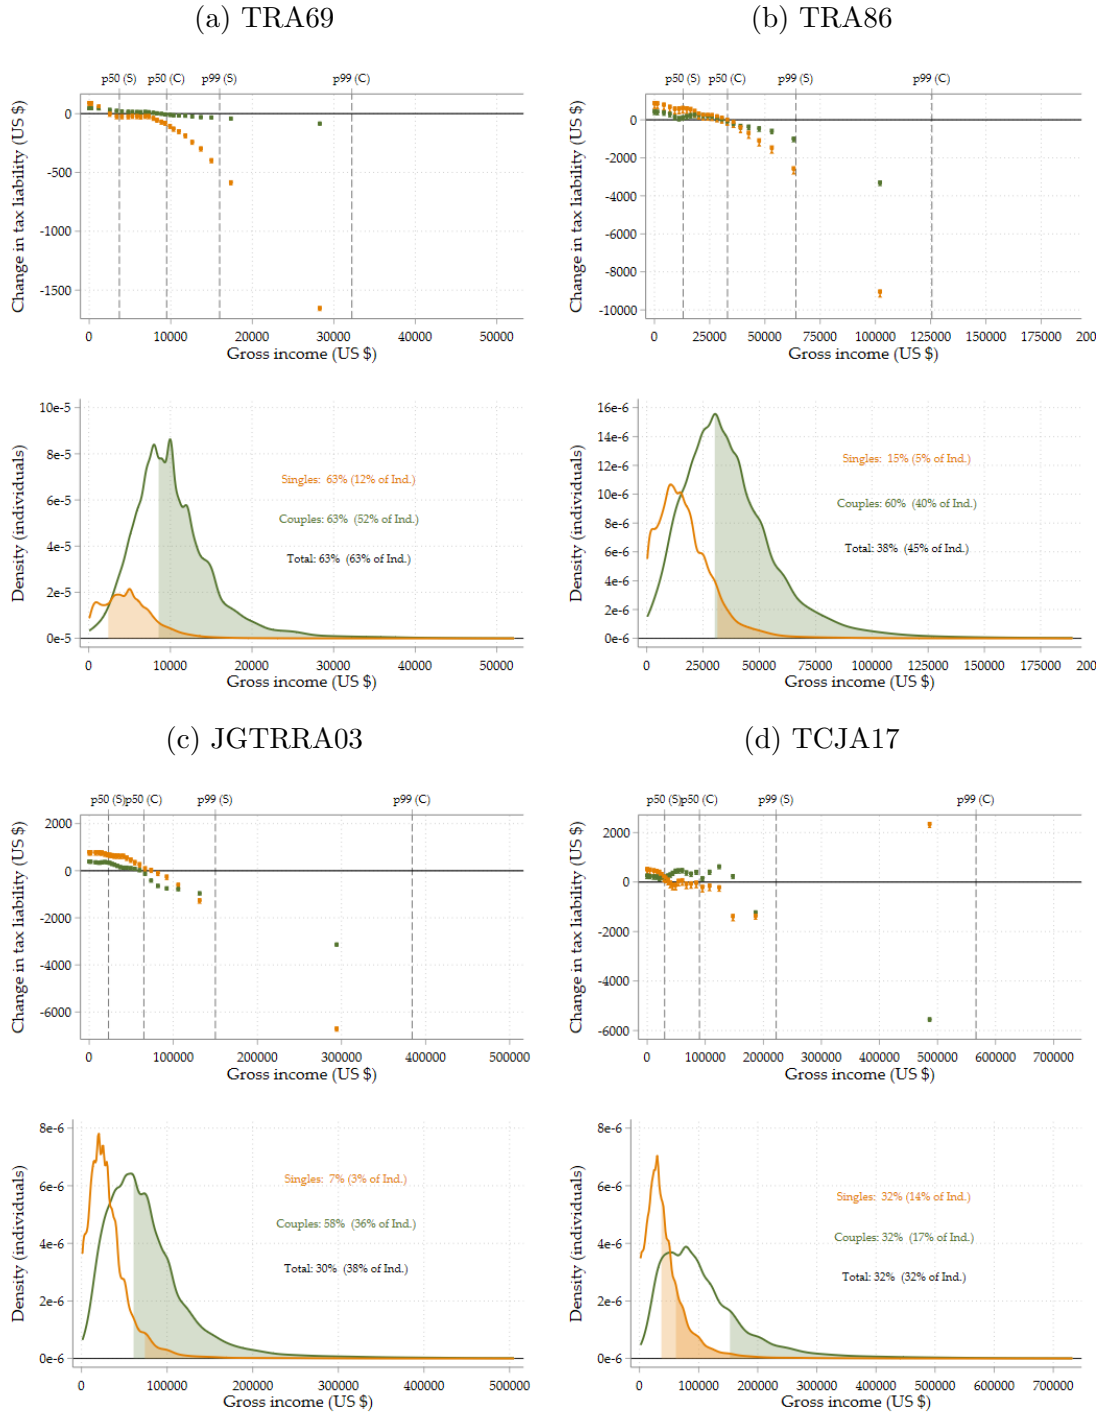 (a) TRA69
p50 (S) p50 (C) p99 (S) p99 (C)
Change in tax liability (US $)
0
-500
-1000
-1500
0 10000 20000 30000 40000 50000
Gross income (US $)
Density (individuals)
10e-5
8e-5
6e-5
4e-5
2e-5
0e-5
Singles: 63% (12% of Ind.)
Couples: 63% (52% of Ind.)
Total: 63% (63% of Ind.)
0 10000 20000 30000 40000 50000
Gross income (US $)
(b) TRA86
p50 (S) p50 (C) p99 (S) p99 (C)
Change in tax liability (US $)
0
-2000
-4000
-6000
-8000
-10000
0 25000 50000 75000 100000 125000 150000 175000 200
Gross income (US $)
Density (individuals)
16e-6
14e-6
12e-6
10e-6
8e-6
6e-6
4e-6
2e-6
0e-6
Singles: 15% (5% of Ind.)
Couples: 60% (40% of Ind.)
Total: 38% (45% of Ind.)
0 25000 50000 75000 100000 125000 150000 175000 200
Gross income (US $)
(c) JGTRRA03
p50 (S)p50 (C) p99 (S) p99 (C)
Change in tax liability (US $)
2000
0
-2000
-4000
-6000
0 100000 200000 300000 400000 500000
Gross income (US $)
Density (individuals)
8e-6
6e-6
4e-6
2e-6
0e-6
Singles: 7% (3% of Ind.)
Couples: 58% (36% of Ind.)
Total: 30% (38% of Ind.)
0 100000 200000 300000 400000 500000
Gross income (US $)
(d) TCJA17
p50 (S)p50 (C) p99 (S) p99 (C)
Change in tax liability (US $)
2000
0
-2000
-4000
-6000
0 100000 200000 300000 400000 500000 600000 700000
Gross income (US $)
Density (individuals)
8e-6
6e-6
4e-6
2e-6
0e-6
Singles: 32% (14% of Ind.)
Couples: 32% (17% of Ind.)
Total: 32% (32% of Ind.)
0 100000 200000 300000 400000 500000 600000 700000
Gross income (US $)